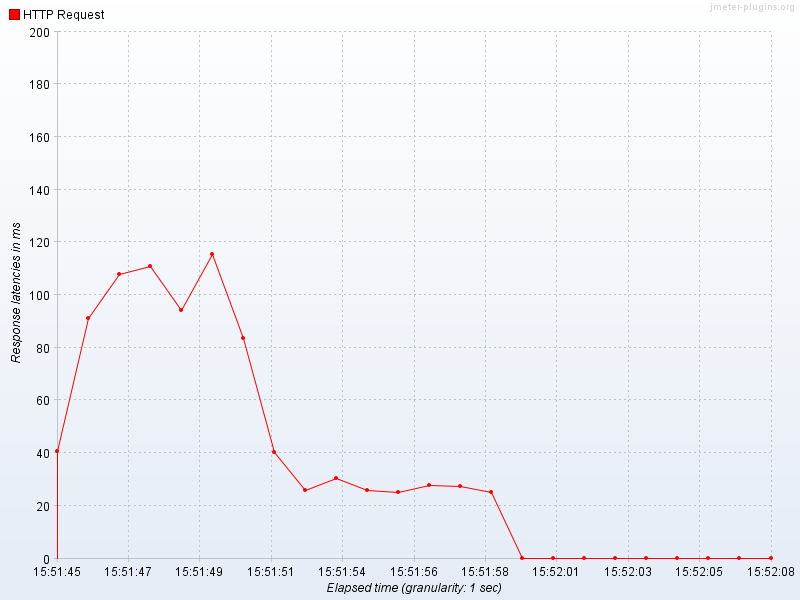 HTTP Request
jmeter-plugins.org
200
180
160
140
120
100
80
60
40
20
0
Response latencies in ms
15:51:45 15:51:47 15:51:49 15:51:51 15:51:54 15:51:56 15:51:58 15:52:01 15:52:03 15:52:05 15:52:08
Elapsed time (granularity: 1 sec)